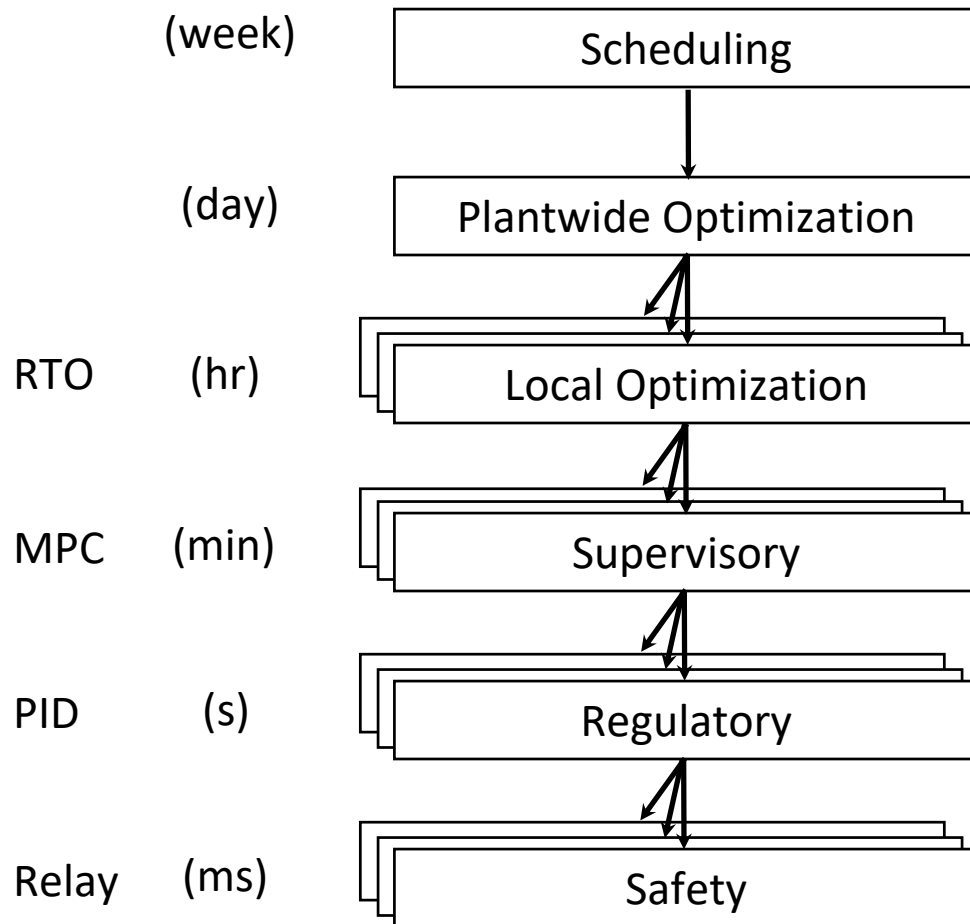 (week) Scheduling
(day) Plantwide Optimization
RTO (hr) Local Optimization
MPC (min) Supervisory
PID (s) Regulatory
Relay (ms) Safety